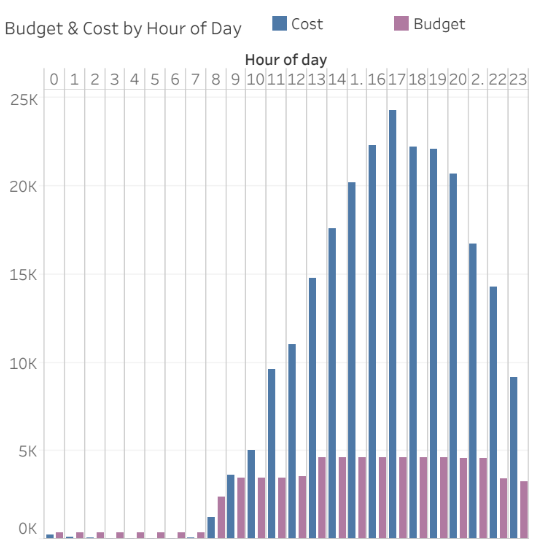 Budget & Cost by Hour of Day
Cost
Budget
Hour of day
0 1 2 3 4 5 6 7 8 9 10 11 12 13 14 1. 16 17 18 19 20 2. 22 23
25K
20K
15K
10K
5K
0K